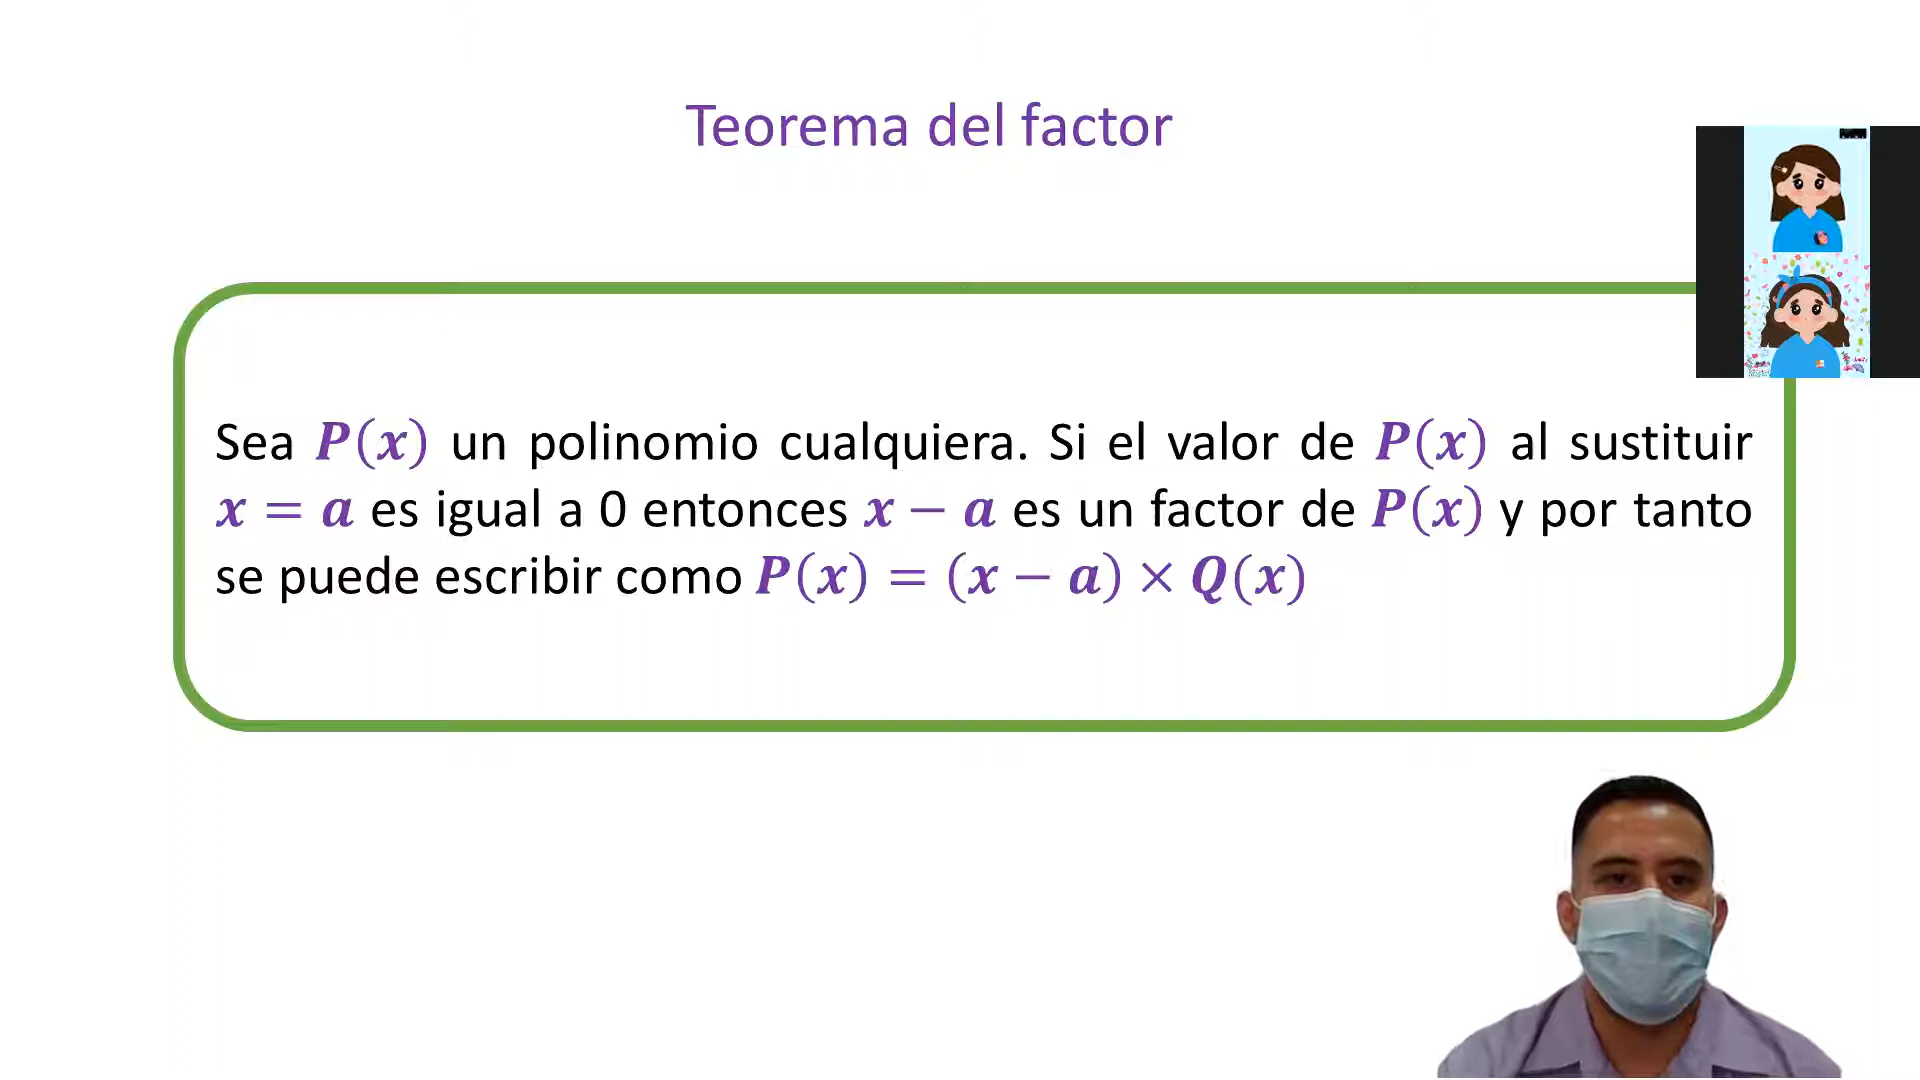 Teorema del factor
Sea P(x) un polinomio cualquiera. Si el valor de P(x) al sustituir
x = a es igual a 0 entonces x − a es un factor de P(x) y por tanto
se puede escribir como P(x) = (x − a) × Q(x)